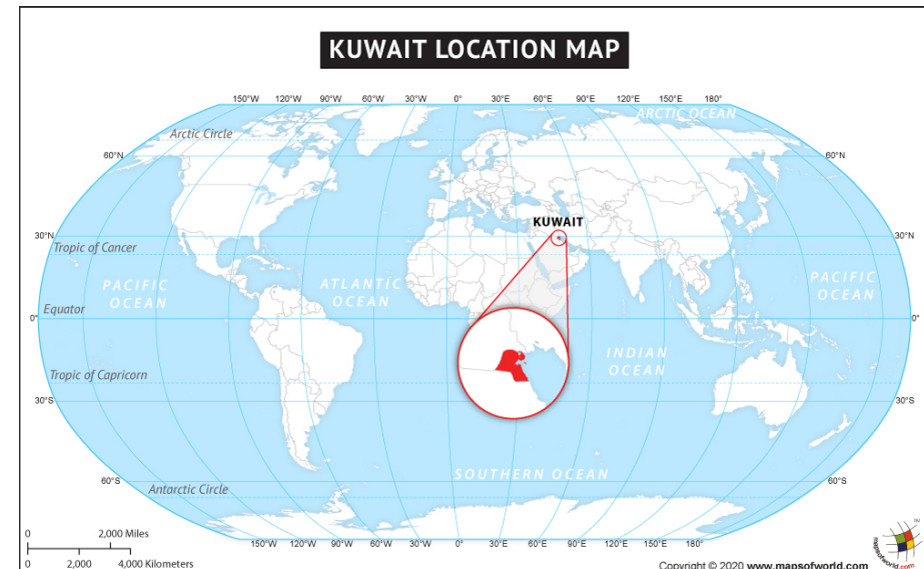 KUWAIT LOCATION MAP
150°W 120°W 90°W 60°W 30°W 0° 30°E 60°E 90°E 120°E 150°E 180°
ARCTIC OCEAN
Arctic Circle
60°N 60°N
KUWAIT
30°N 30°N
Tropic of Cancer
PACIFIC
OCEAN
ATLANTIC
OCEAN
PACIFIC
OCEAN
Equator
0° 0°
INDIAN
OCEAN
Tropic of Capricorn
30°S 30°S
SOUTHERN OCEAN
60°S 60°S
Antarctic Circle
150°W 120°W 90°W 60°W 30°W 0° 30°E 60°E 90°E 120°E 150°E 180°
0 2,000 Miles
0 2,000 4,000 Kilometers
Copyright © 2020 www.mapsofworld.com
mapsofworld.com
TM